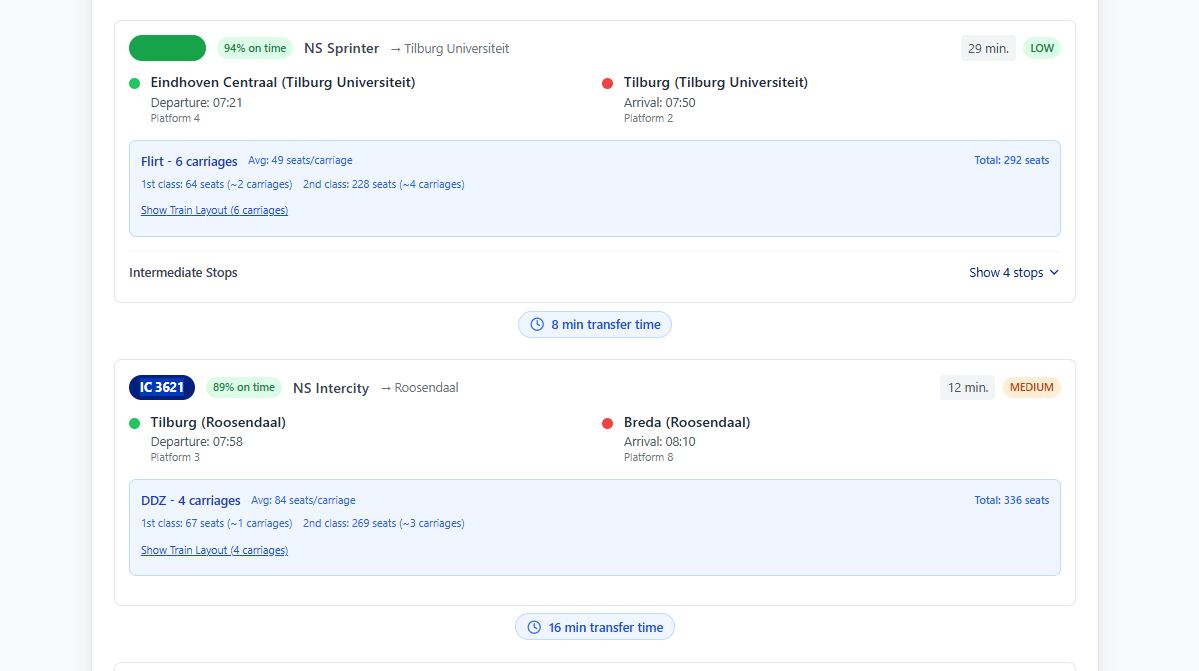 94% on time NS Sprinter → Tilburg Universiteit 29 min. LOW
Eindhoven Centraal (Tilburg Universiteit) Tilburg (Tilburg Universiteit)
Departure: 07:21 Arrival: 07:50
Platform 4 Platform 2
Flirt - 6 carriages Avg: 49 seats/carriage Total: 292 seats
1st class: 64 seats (~2 carriages) 2nd class: 228 seats (~4 carriages)
Show Train Layout (6 carriages)
Intermediate Stops Show 4 stops
8 min transfer time
IC 3621 89% on time NS Intercity → Roosendaal 12 min. MEDIUM
Tilburg (Roosendaal) Breda (Roosendaal)
Departure: 07:58 Arrival: 08:10
Platform 3 Platform 8
DDZ - 4 carriages Avg: 84 seats/carriage Total: 336 seats
1st class: 67 seats (~1 carriages) 2nd class: 269 seats (~3 carriages)
Show Train Layout (4 carriages)
16 min transfer time